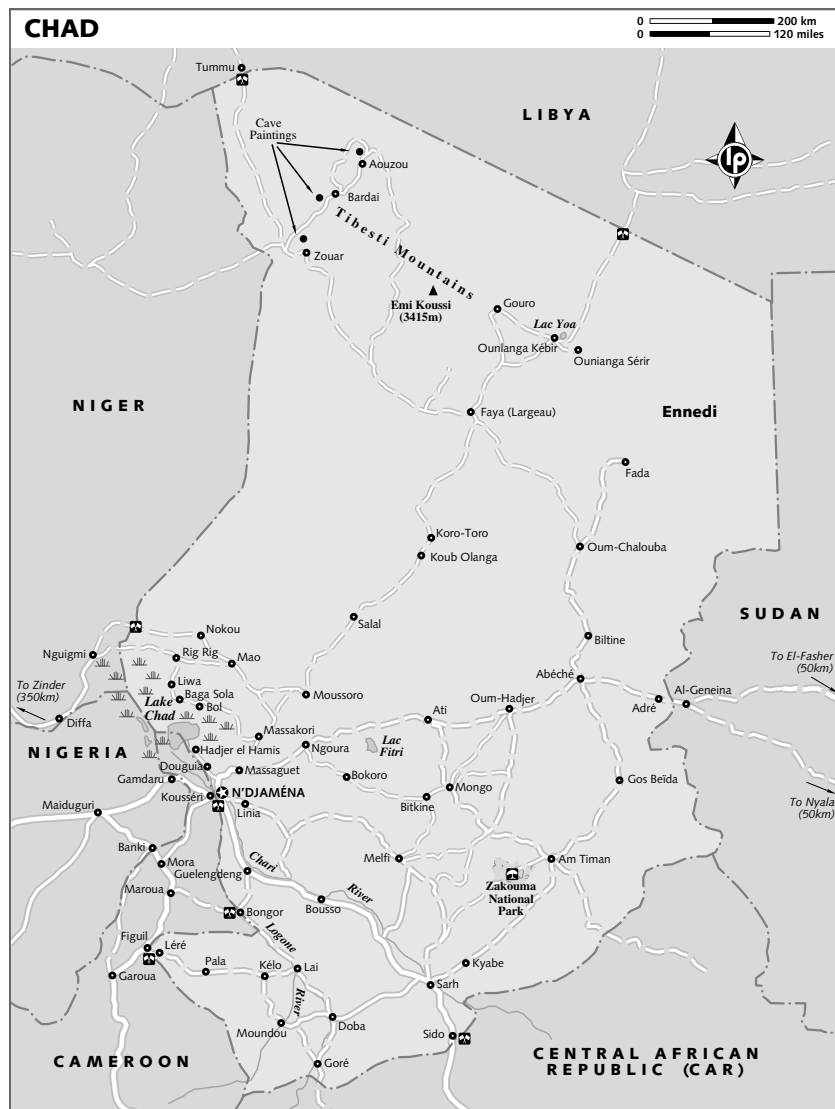 CHAD
0 200 km
0 120 miles
Tummu
LIBYA
Cave
Paintings
lp
Aouzou
Bardai
Tibesti Mountains
Zouar
Emi Koussi
(3415m)
Gouro
Lac Yoa
Ounlanga Kébir
Ounianga Sérir
NIGER
Faya (Largeau)
Ennedi
Fada
Koro-Toro
Koub Olanga
Oum-Chalouba
SUDAN
Salal
Nokou
Biltine
Nguigmi
Rig Rig
Mao
To El-Fasher
(50km)
Liwa
Abéché
To Zinder
(350km)
Baga Sola
Moussoro
Oum-Hadjer
Adré
Al-Geneina
Lake
Chad
Bol
Diffa
Ati
Massakori
NIGERIA
Hadjer el Hamis
Ngoura
Lac
Fitri
Douguia
Massaguet
Gamdaru
Bokoro
Mongo
Gos Beïda
Kousséri
N'DJAMÉNA
Bitkine
To Nyala
(50km)
Maiduguri
Linia
Banki
Mora
Chari
Melfi
Am Timan
Guelengdeng
Zakouma
National
Park
Maroua
River
Bousso
Bongor
Logone
Figuil
Léré
Pala
Kélo
Lai
Kyabe
Garoua
Sarh
River
Moundou
Doba
Sido
CAMEROON
Goré
CENTRAL AFRICAN
REPUBLIC (CAR)